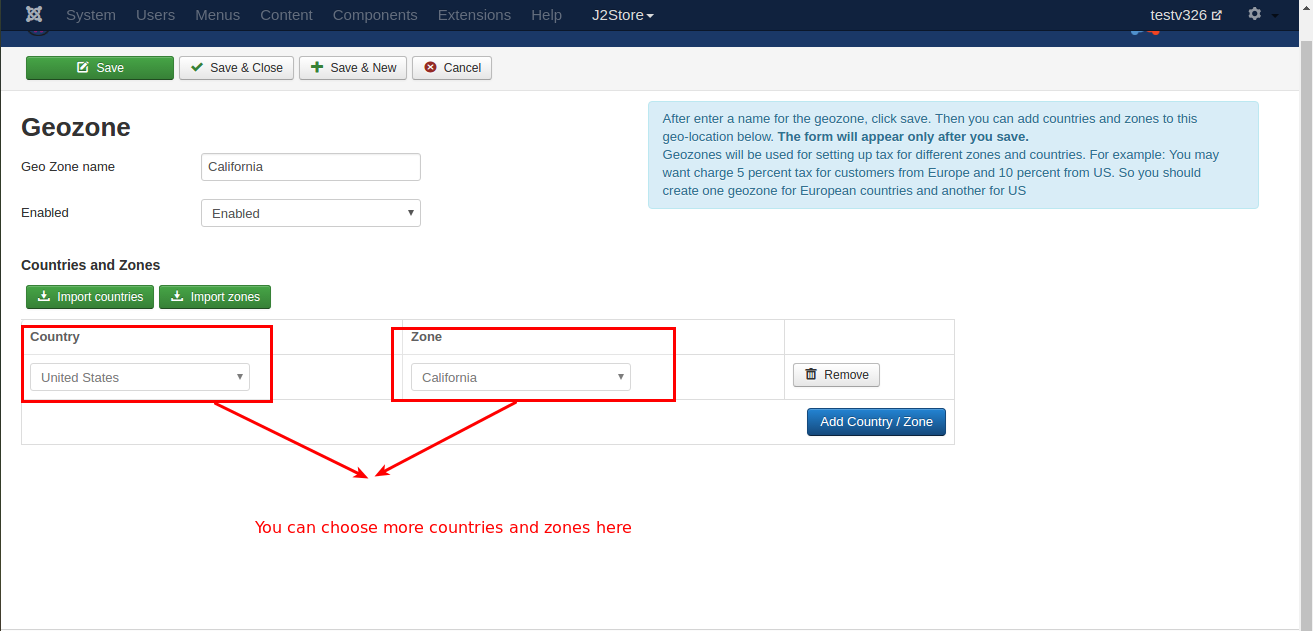 System Users Menus Content Components Extensions Help J2Store testv326
Save Save & Close Save & New Cancel
Geozone
After enter a name for the geozone, click save. Then you can add countries and zones to this
geo-location below. The form will appear only after you save.
Geozones will be used for setting up tax for different zones and countries. For example: You may
want charge 5 percent tax for customers from Europe and 10 percent from US. So you should
create one geozone for European countries and another for US
Geo Zone name California
Enabled Enabled
Countries and Zones
Import countries Import zones
Country Zone
United States California Remove
Add Country / Zone
You can choose more countries and zones here